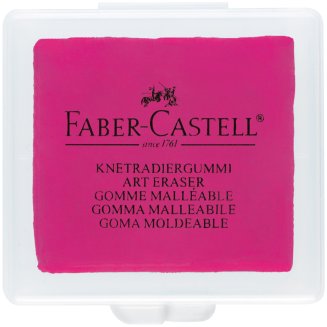 FABER-CASTELL
since 1761
KNETRADIERGUMMI
ART ERASER
GOMME MALLÉABLE
GOMMA MALLEABILE
GOMA MOLDEABLE